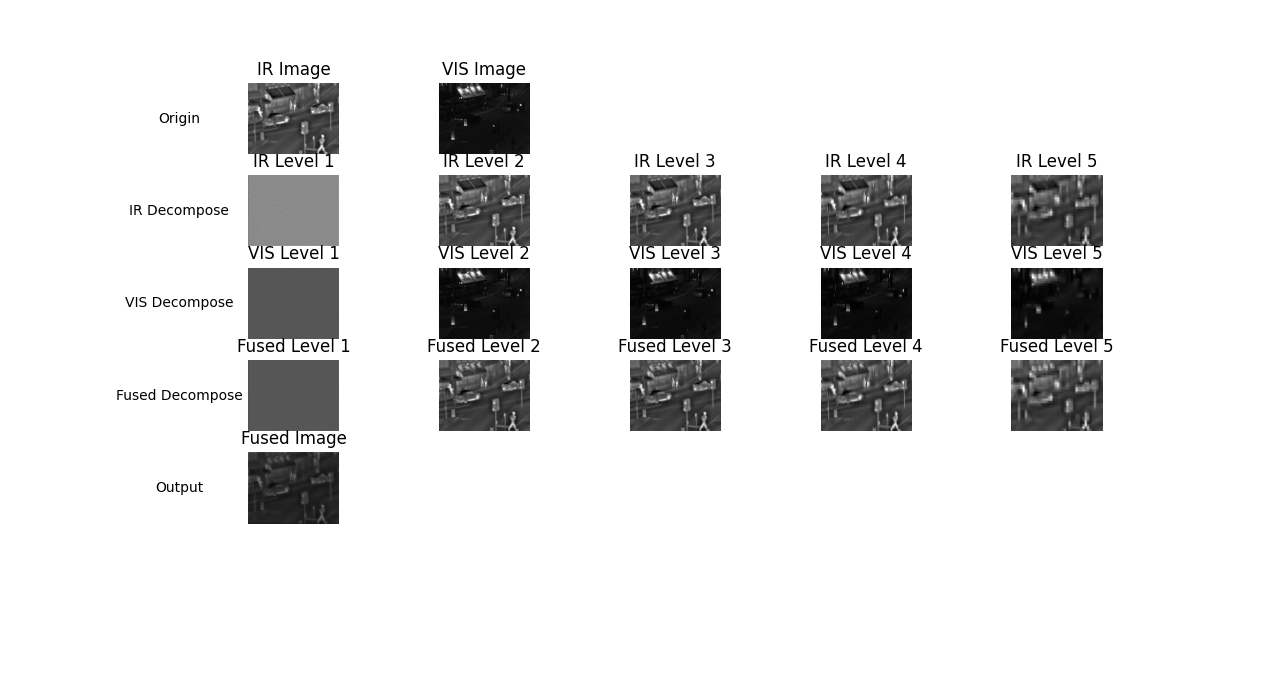 IR Image
VIS Image
Origin
IR Level 1
IR Level 2
IR Level 3
IR Level 4
IR Level 5
IR Decompose
VIS Level 1
VIS Level 2
VIS Level 3
VIS Level 4
VIS Level 5
VIS Decompose
Fused Level 1
Fused Level 2
Fused Level 3
Fused Level 4
Fused Level 5
Fused Decompose
Fused Image
Output